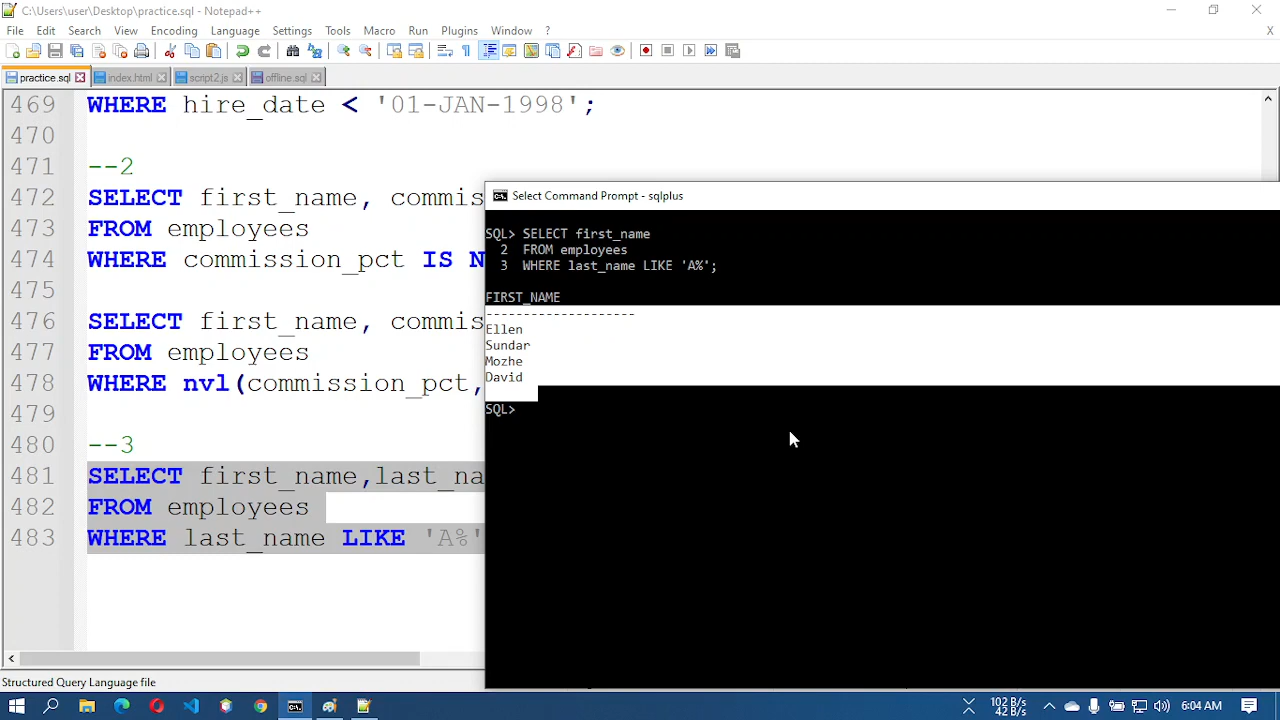 C:\Users\user\Desktop\practice.sql - Notepad++
File Edit Search View Encoding Language Settings Tools Macro Run Plugins Window ? X
practice.sql index.html script2.js offline.sql
469 WHERE hire_date < '01-JAN-1998';
470
471 --2
472 SELECT first_name, commis
473 FROM employees
474 WHERE commission_pct IS N
475
476 SELECT first_name, commis
477 FROM employees
478 WHERE nvl(commission_pct,
479
480 --3
481 SELECT first_name,last_na
482 FROM employees
483 WHERE last_name LIKE 'A%'
Structured Query Language file
Select Command Prompt - sqlplus
SQL> SELECT first_name
2 FROM employees
3 WHERE last_name LIKE 'A%';
FIRST_NAME
--------------------
Ellen
Sundar
Mozhe
David
SQL>
102 B/s
42 B/s
6:04 AM